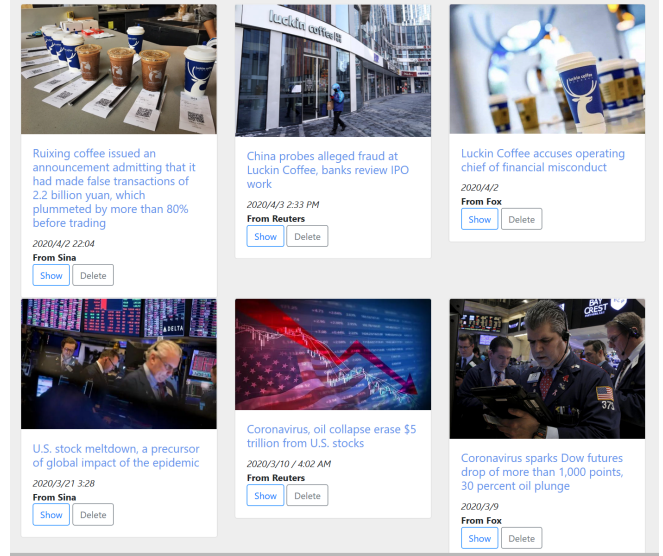 luckin coffee
Ruixing coffee issued an
announcement admitting that it
had made false transactions of
2.2 billion yuan, which
plummeted by more than 80%
before trading
2020/4/2 22:04
From Sina
Show Delete
China probes alleged fraud at
Luckin Coffee, banks review IPO
work
2020/4/3 2:33 PM
From Reuters
Show Delete
luckin coffee
Luckin Coffee accuses operating
chief of financial misconduct
2020/4/2
From Fox
Show Delete
DELTA
U.S. stock meltdown, a precursor
of global impact of the epidemic
2020/3/21 3:28
From Sina
Show Delete
Coronavirus, oil collapse erase $5
trillion from U.S. stocks
2020/3/10 / 4:02 AM
From Reuters
Show Delete
BAY
CREST
Coronavirus sparks Dow futures
drop of more than 1,000 points,
30 percent oil plunge
2020/3/9
From Fox
Show Delete